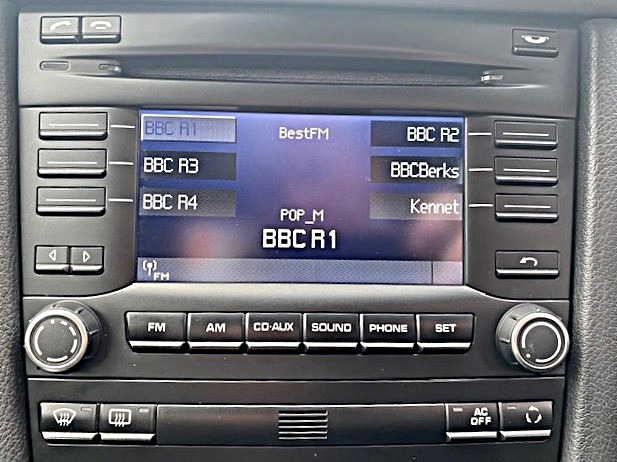 BBC R1
BestFM
BBC R2
BBC R3
BBCBerks
BBC R4
Kennet
POP_M
BBC R1
FM
FM
AM
CD·AUX
SOUND
PHONE
SET
AC
OFF